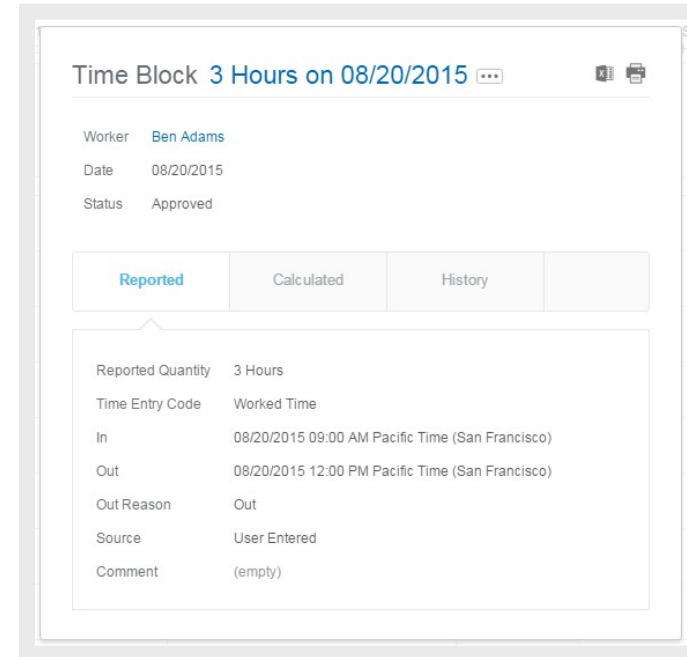 Time Block 3 Hours on 08/20/2015
Worker Ben Adams
Date 08/20/2015
Status Approved
Reported Calculated History
Reported Quantity 3 Hours
Time Entry Code Worked Time
In 08/20/2015 09:00 AM Pacific Time (San Francisco)
Out 08/20/2015 12:00 PM Pacific Time (San Francisco)
Out Reason Out
Source User Entered
Comment (empty)